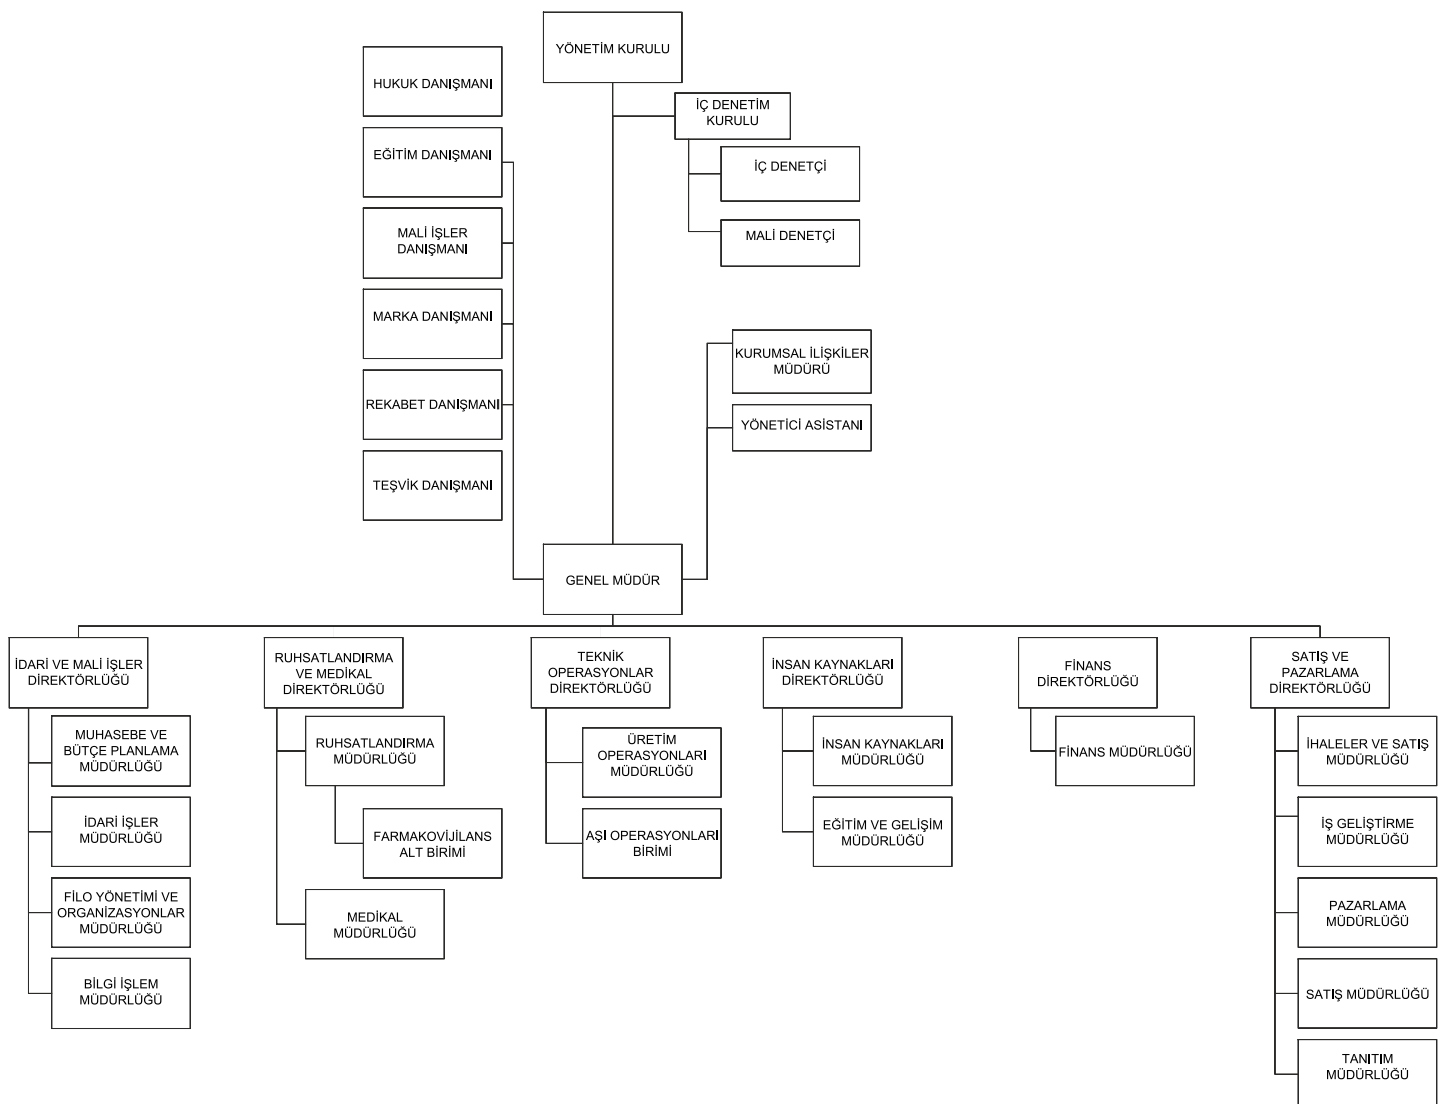 YÖNETİM KURULU
HUKUK DANIŞMANI
İÇ DENETİM
KURULU
EĞİTİM DANIŞMANI
İÇ DENETÇİ
MALİ İŞLER
DANIŞMANI
MALİ DENETÇİ
MARKA DANIŞMANI
KURUMSAL İLİŞKİLER
MÜDÜRÜ
REKABET DANIŞMANI
YÖNETİCİ ASİSTANI
TEŞVİK DANIŞMANI
GENEL MÜDÜR
İDARİ VE MALİ İŞLER
DİREKTÖRLÜĞÜ
MUHASEBE VE
BÜTÇE PLANLAMA
MÜDÜRLÜĞÜ
İDARİ İŞLER
MÜDÜRLÜĞÜ
FİLO YÖNETİMİ VE
ORGANİZASYONLAR
MÜDÜRLÜĞÜ
BİLGİ İŞLEM
MÜDÜRLÜĞÜ
RUHSATLANDIRMA
VE MEDİKAL
DİREKTÖRLÜĞÜ
RUHSATLANDIRMA
MÜDÜRLÜĞÜ
FARMAKOVİJİLANS
ALT BİRİMİ
MEDİKAL
MÜDÜRLÜĞÜ
TEKNİK
OPERASYONLAR
DİREKTÖRLÜĞÜ
ÜRETİM
OPERASYONLARI
MÜDÜRLÜĞÜ
AŞI OPERASYONLARI
BİRİMİ
İNSAN KAYNAKLARI
DİREKTÖRLÜĞÜ
İNSAN KAYNAKLARI
MÜDÜRLÜĞÜ
EĞİTİM VE GELİŞİM
MÜDÜRLÜĞÜ
FİNANS
DİREKTÖRLÜĞÜ
FİNANS MÜDÜRLÜĞÜ
SATIŞ VE
PAZARLAMA
DİREKTÖRLÜĞÜ
İHALELER VE SATIŞ
MÜDÜRLÜĞÜ
İŞ GELİŞTİRME
MÜDÜRLÜĞÜ
PAZARLAMA
MÜDÜRLÜĞÜ
SATIŞ MÜDÜRLÜĞÜ
TANITIM
MÜDÜRLÜĞÜ